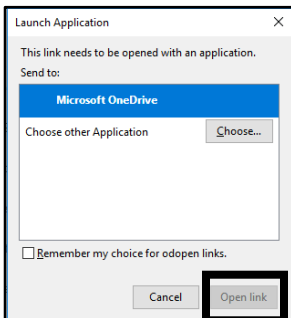 Launch Application
This link needs to be opened with an application.
Send to:
Microsoft OneDrive
Choose other Application
Choose...
Remember my choice for odopen links.
Cancel
Open link